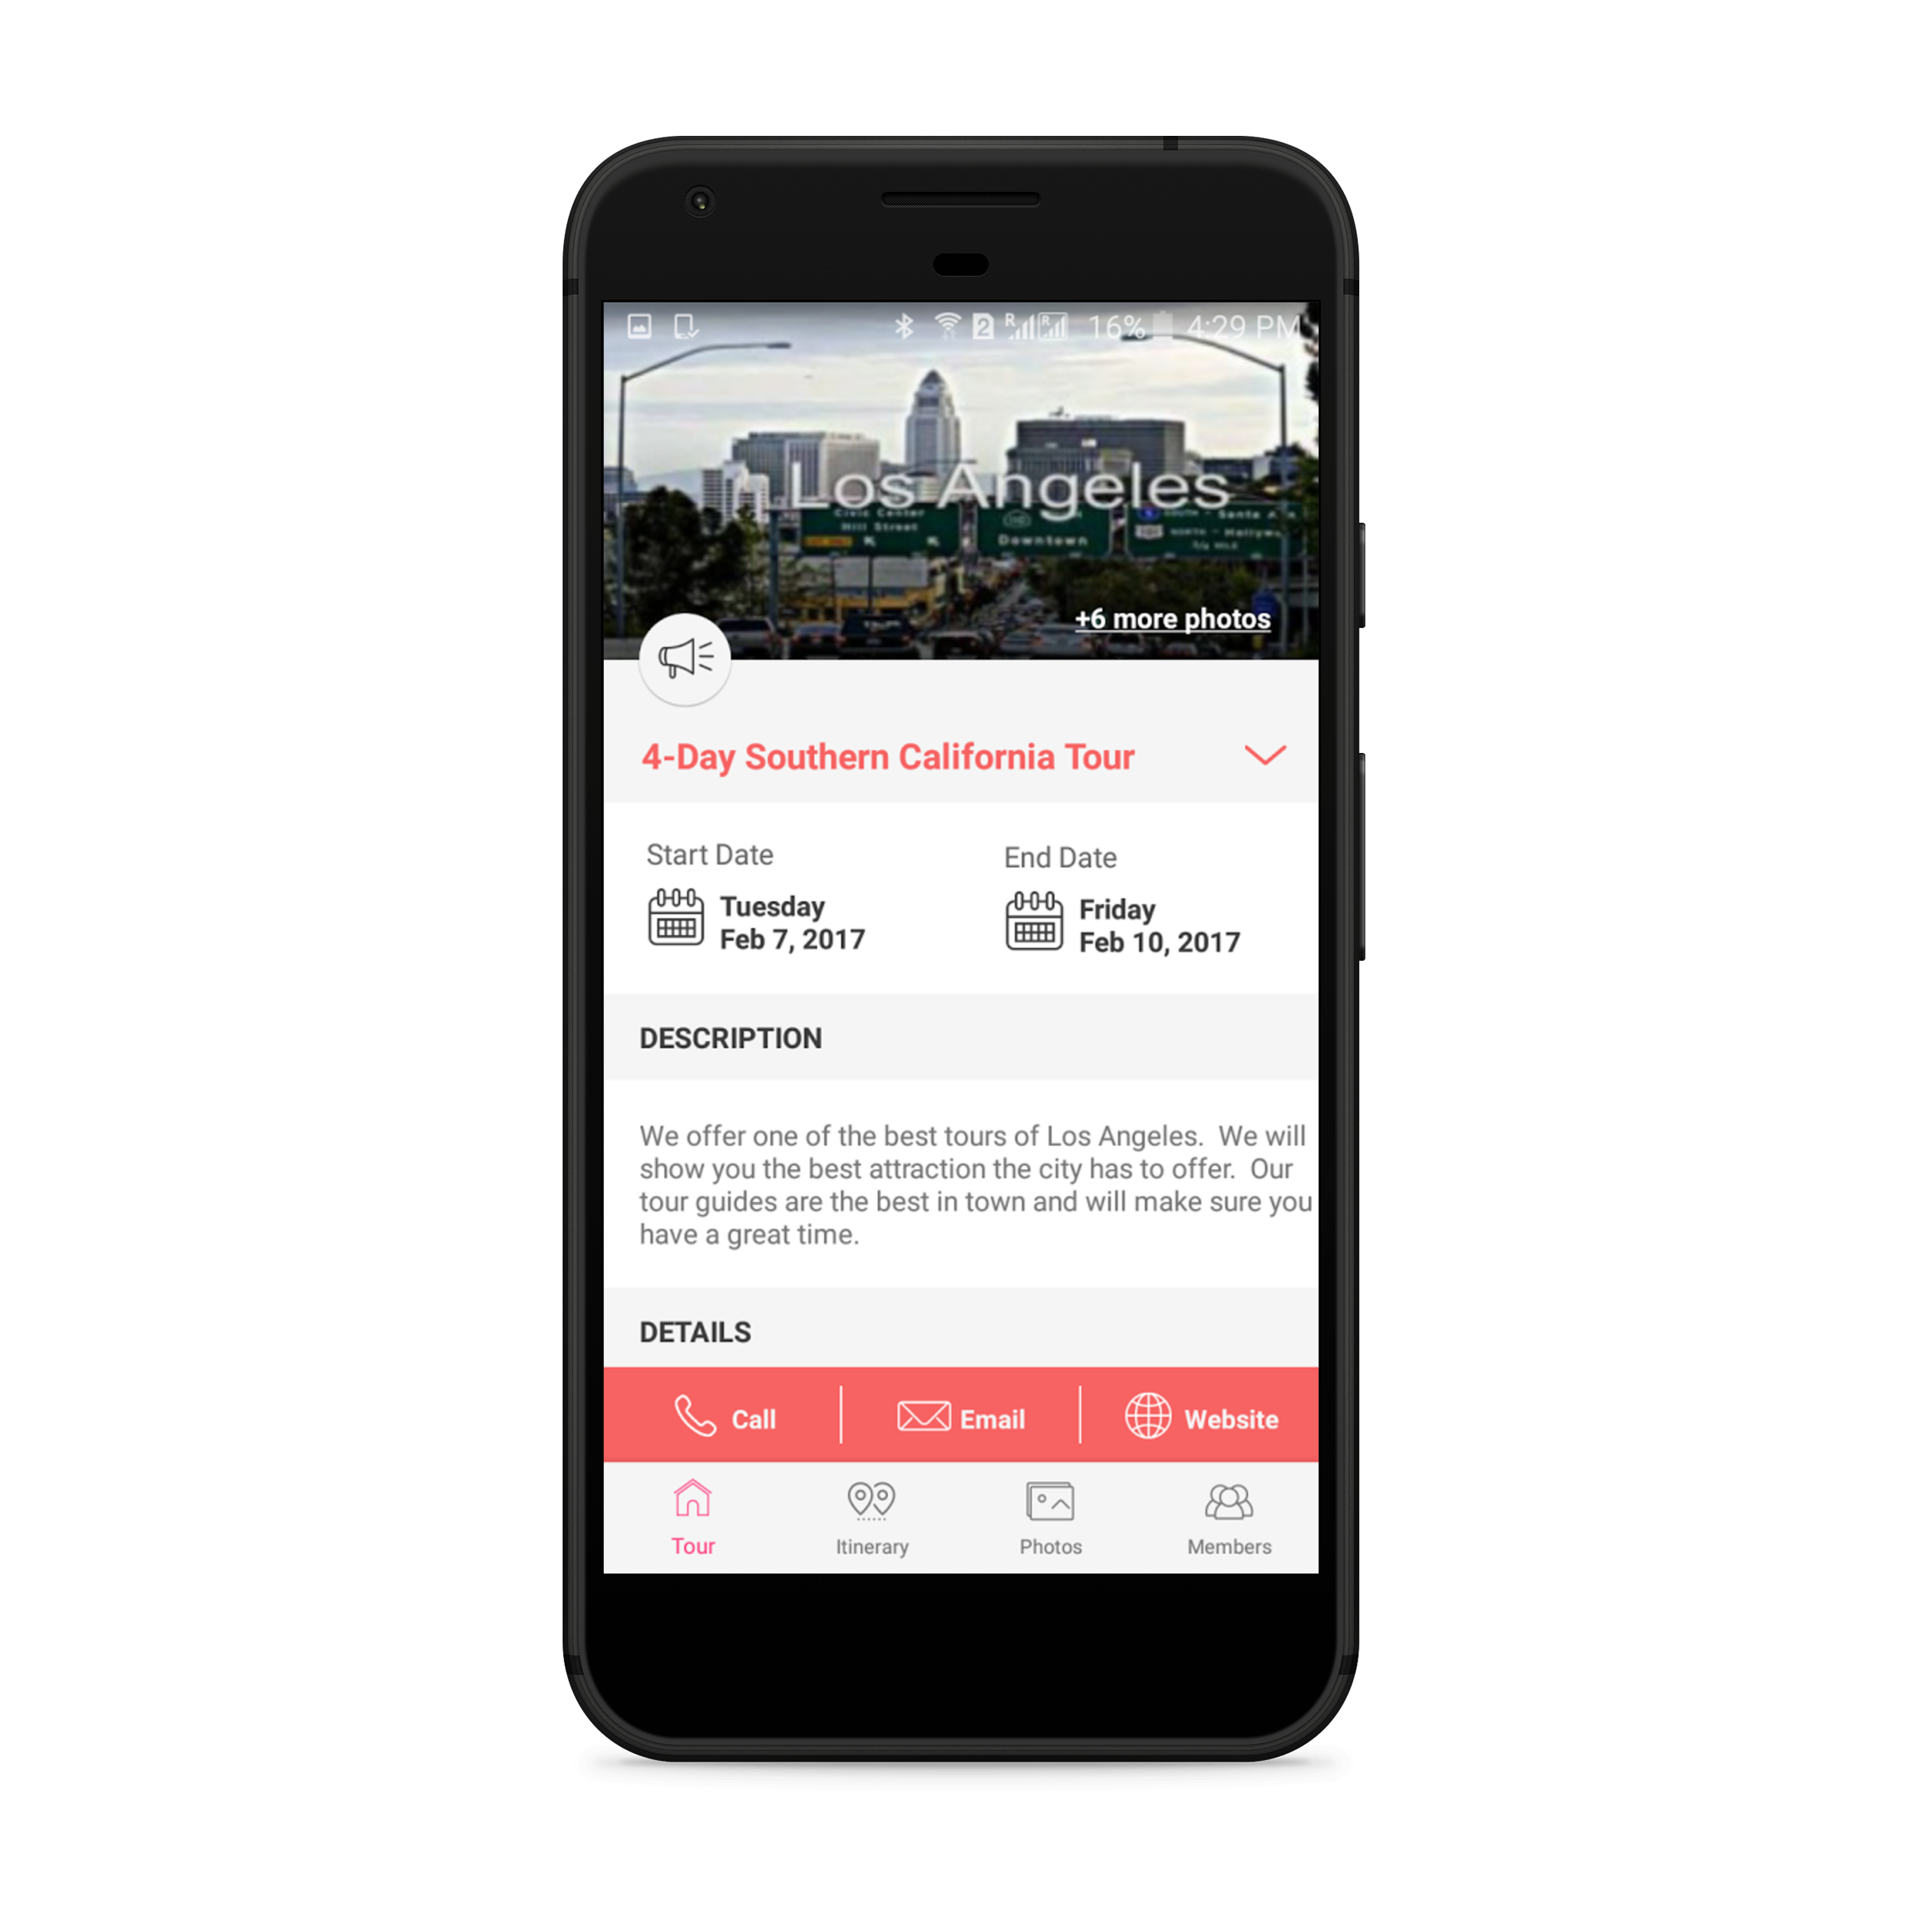 2 R R 16% 4:29 PM
Los Angeles
Civic Center
Hill Street
Downtown
SOUTH - Santa
NORTH -
+6 more photos
4-Day Southern California Tour
Start Date
End Date
Tuesday
Feb 7, 2017
Friday
Feb 10, 2017
DESCRIPTION
We offer one of the best tours of Los Angeles.  We will
show you the best attraction the city has to offer.  Our
tour guides are the best in town and will make sure you
have a great time.
DETAILS
Call
Email
Website
Tour
Itinerary
Photos
Members